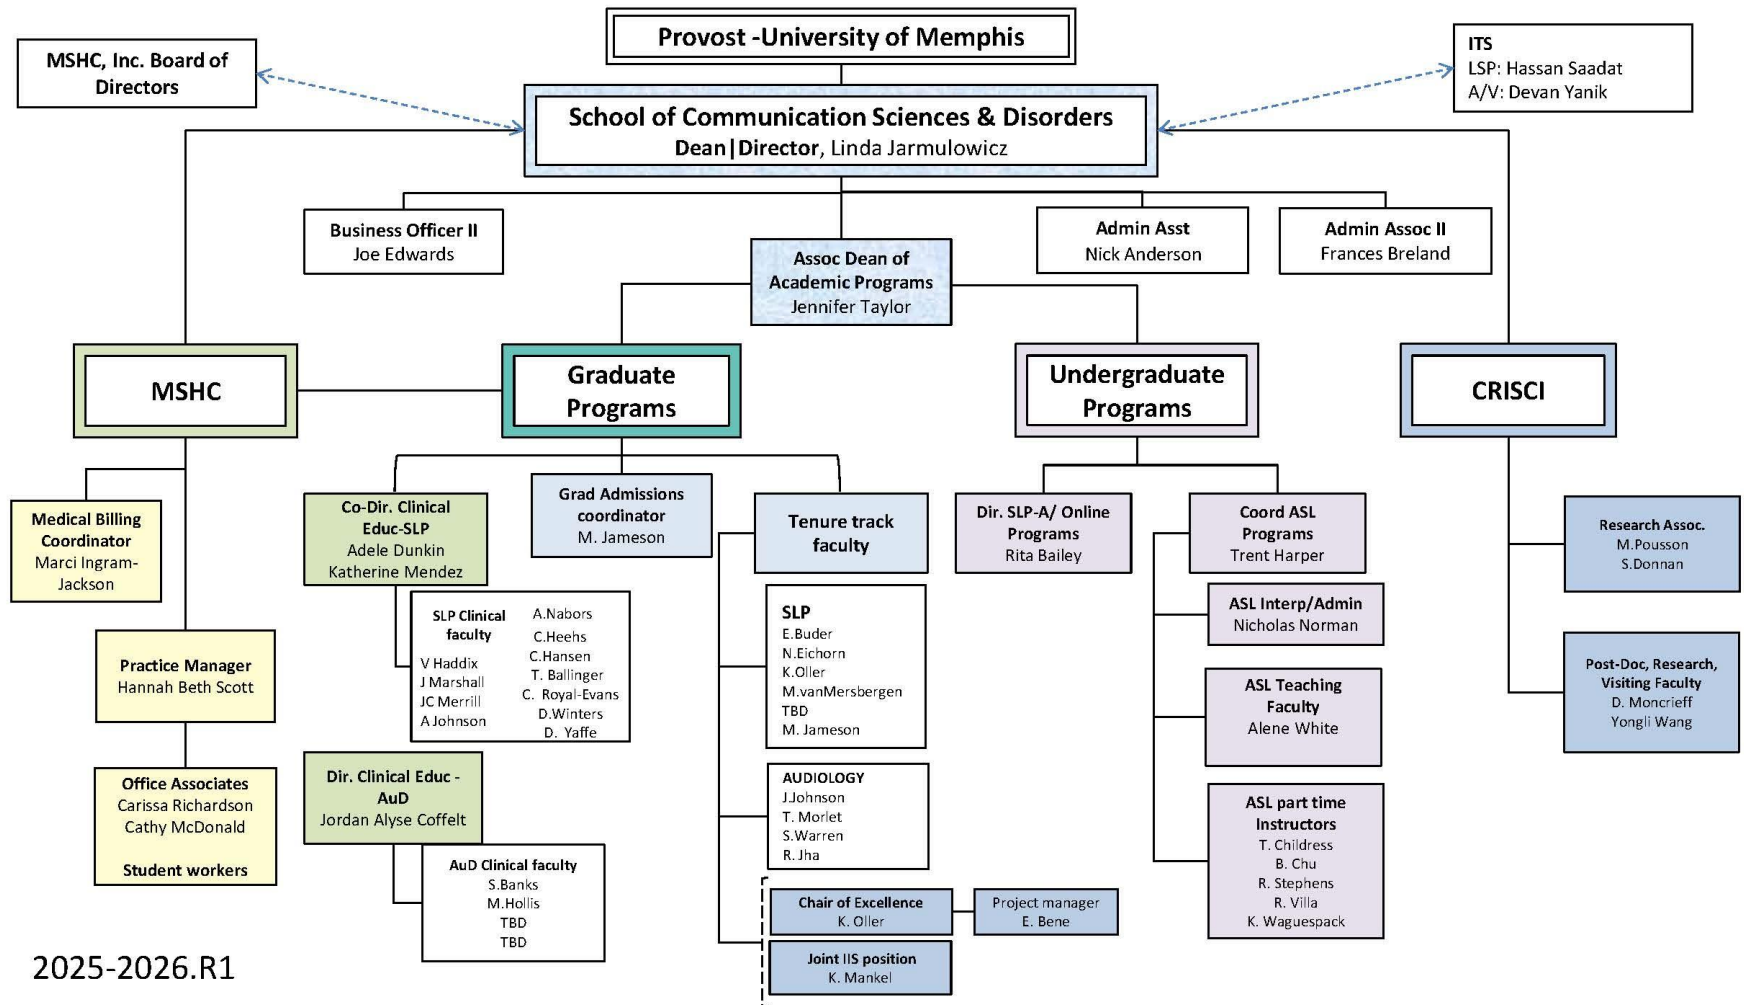 Provost -University of Memphis
MSHC, Inc. Board of
Directors
ITS
LSP: Hassan Saadat
A/V: Devan Yanik
School of Communication Sciences & Disorders
Dean|Director, Linda Jarmulowicz
Business Officer II
Joe Edwards
Assoc Dean of
Academic Programs
Jennifer Taylor
Admin Asst
Nick Anderson
Admin Assoc II
Frances Breland
MSHC
Graduate
Programs
Undergraduate
Programs
CRISCI
Medical Billing
Coordinator
Marci Ingram-
Jackson
Practice Manager
Hannah Beth Scott
Office Associates
Carissa Richardson
Cathy McDonald
Student workers
Co-Dir. Clinical
Educ-SLP
Adele Dunkin
Katherine Mendez
SLP Clinical
faculty
V Haddix
J Marshall
JC Merrill
A Johnson
A.Nabors
C.Heehs
C.Hansen
T. Ballinger
C. Royal-Evans
D.Winters
D. Yaffe
Dir. Clinical Educ -
AuD
Jordan Alyse Coffelt
AuD Clinical faculty
S.Banks
M.Hollis
TBD
TBD
Grad Admissions
coordinator
M. Jameson
Tenure track
faculty
SLP
E.Buder
N.Eichorn
K.Oller
M.vanMersbergen
TBD
M. Jameson
AUDIOLOGY
J.Johnson
T. Morlet
S.Warren
R. Jha
Chair of Excellence
K. Oller
Project manager
E. Bene
Joint IIS position
K. Mankel
Dir. SLP-A/ Online
Programs
Rita Bailey
Coord ASL
Programs
Trent Harper
ASL Interp/Admin
Nicholas Norman
ASL Teaching
Faculty
Alene White
ASL part time
Instructors
T. Childress
B. Chu
R. Stephens
R. Villa
K. Waguespack
Research Assoc.
M.Pousson
S.Donnan
Post-Doc, Research,
Visiting Faculty
D. Moncrieff
Yongli Wang
2025-2026.R1